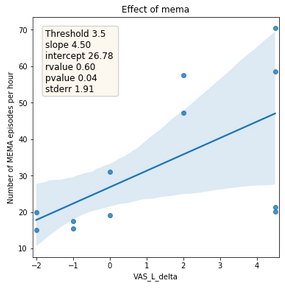 Effect of mema
Threshold 3.5
slope 4.50
intercept 26.78
rvalue 0.60
pvalue 0.04
stderr 1.91
Number of MEMA episodes per hour
70
60
50
40
30
20
10
−2
−1
0
1
2
3
4
VAS_L_delta